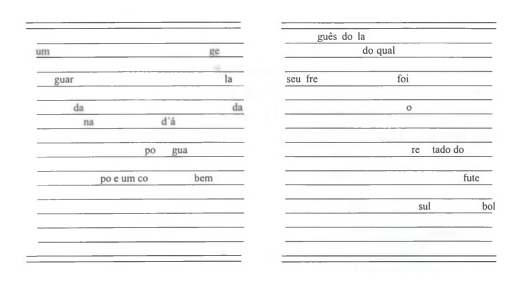 um ge
guar la
da da
na d'á
po gua
po e um co bem
guês do la
do qual
seu fre foi
o
re tado do
fute
sul bol